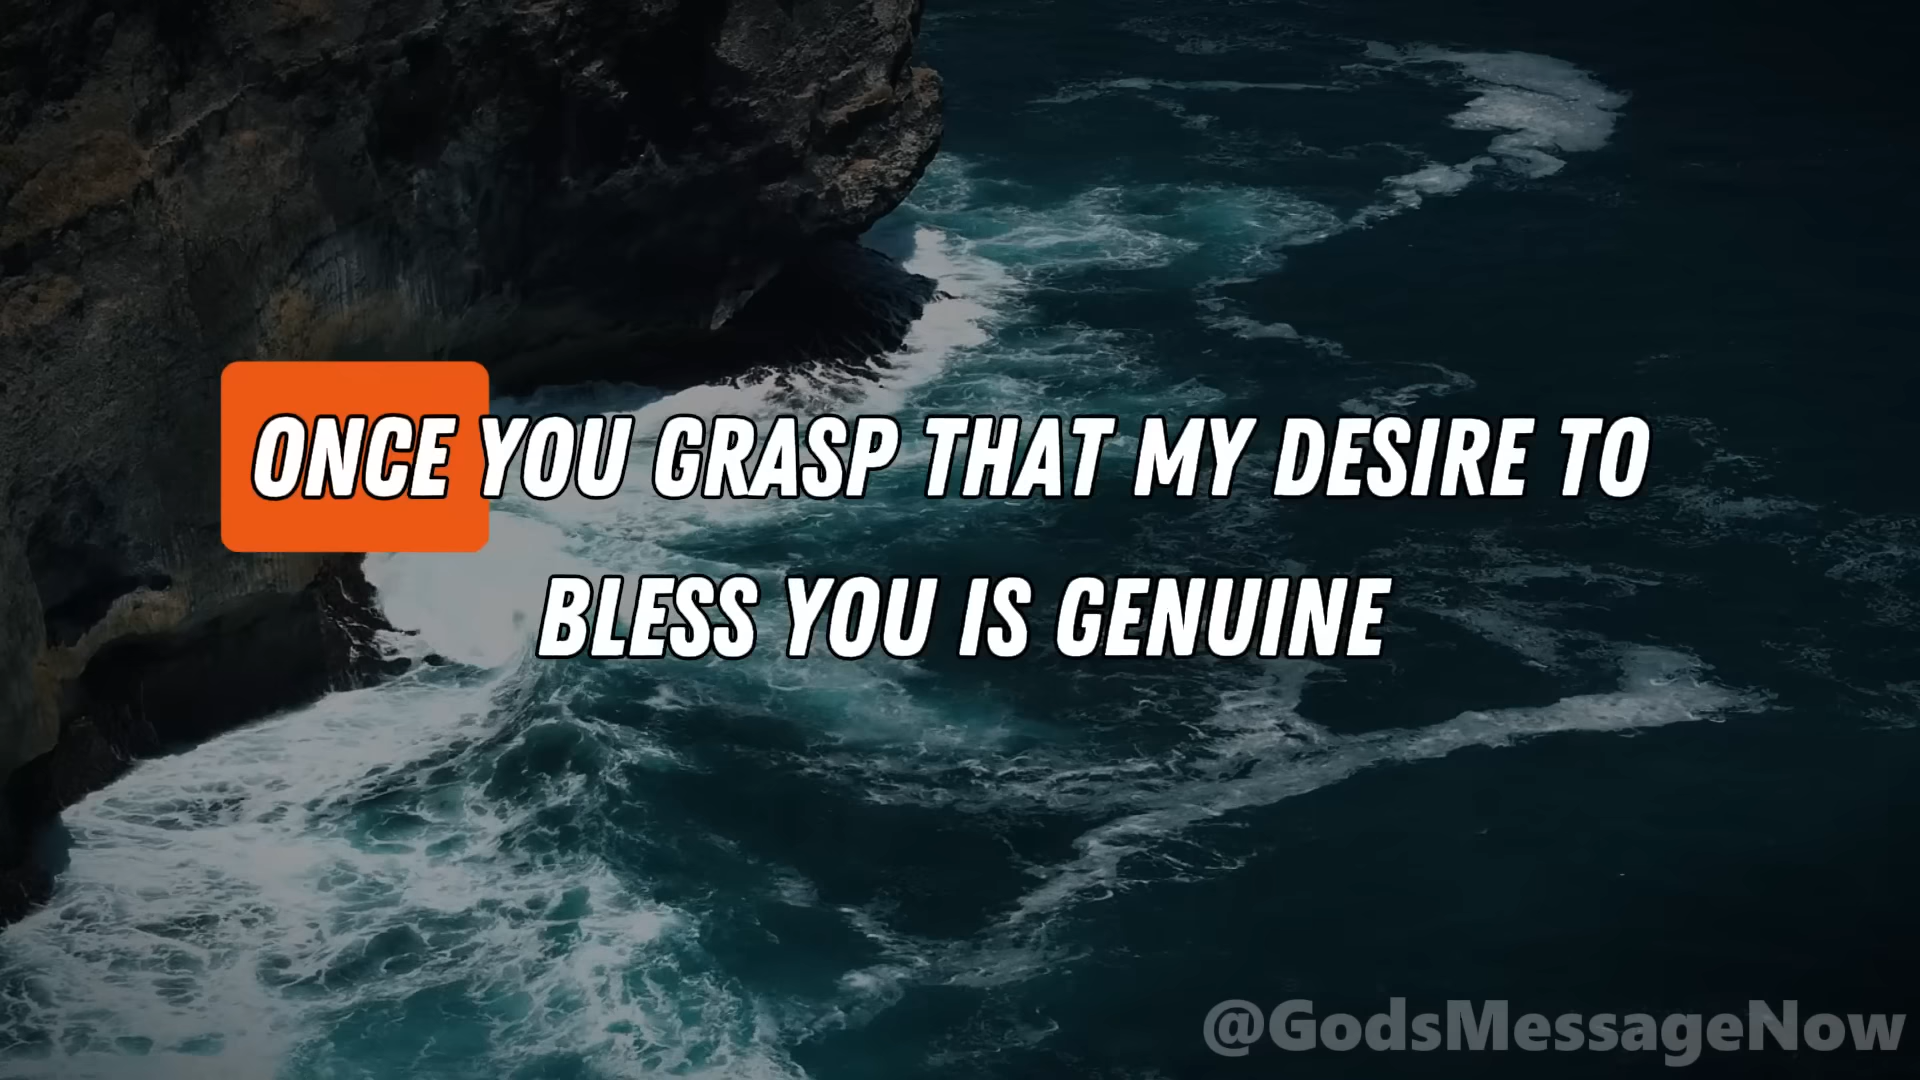 ONCE YOU GRASP THAT MY DESIRE TO
BLESS YOU IS GENUINE
@GodsMessageNow